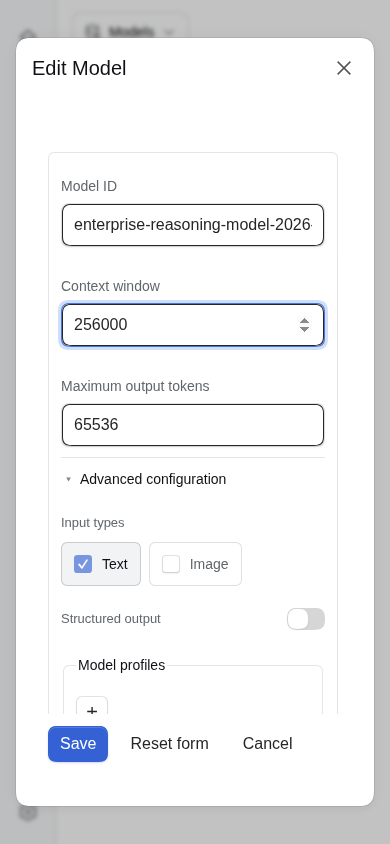 Models
Edit Model
Model ID
enterprise-reasoning-model-2026-
Context window
256000
Maximum output tokens
65536
Advanced configuration
Input types
Text
Image
Structured output
Model profiles
+
Save
Reset form
Cancel